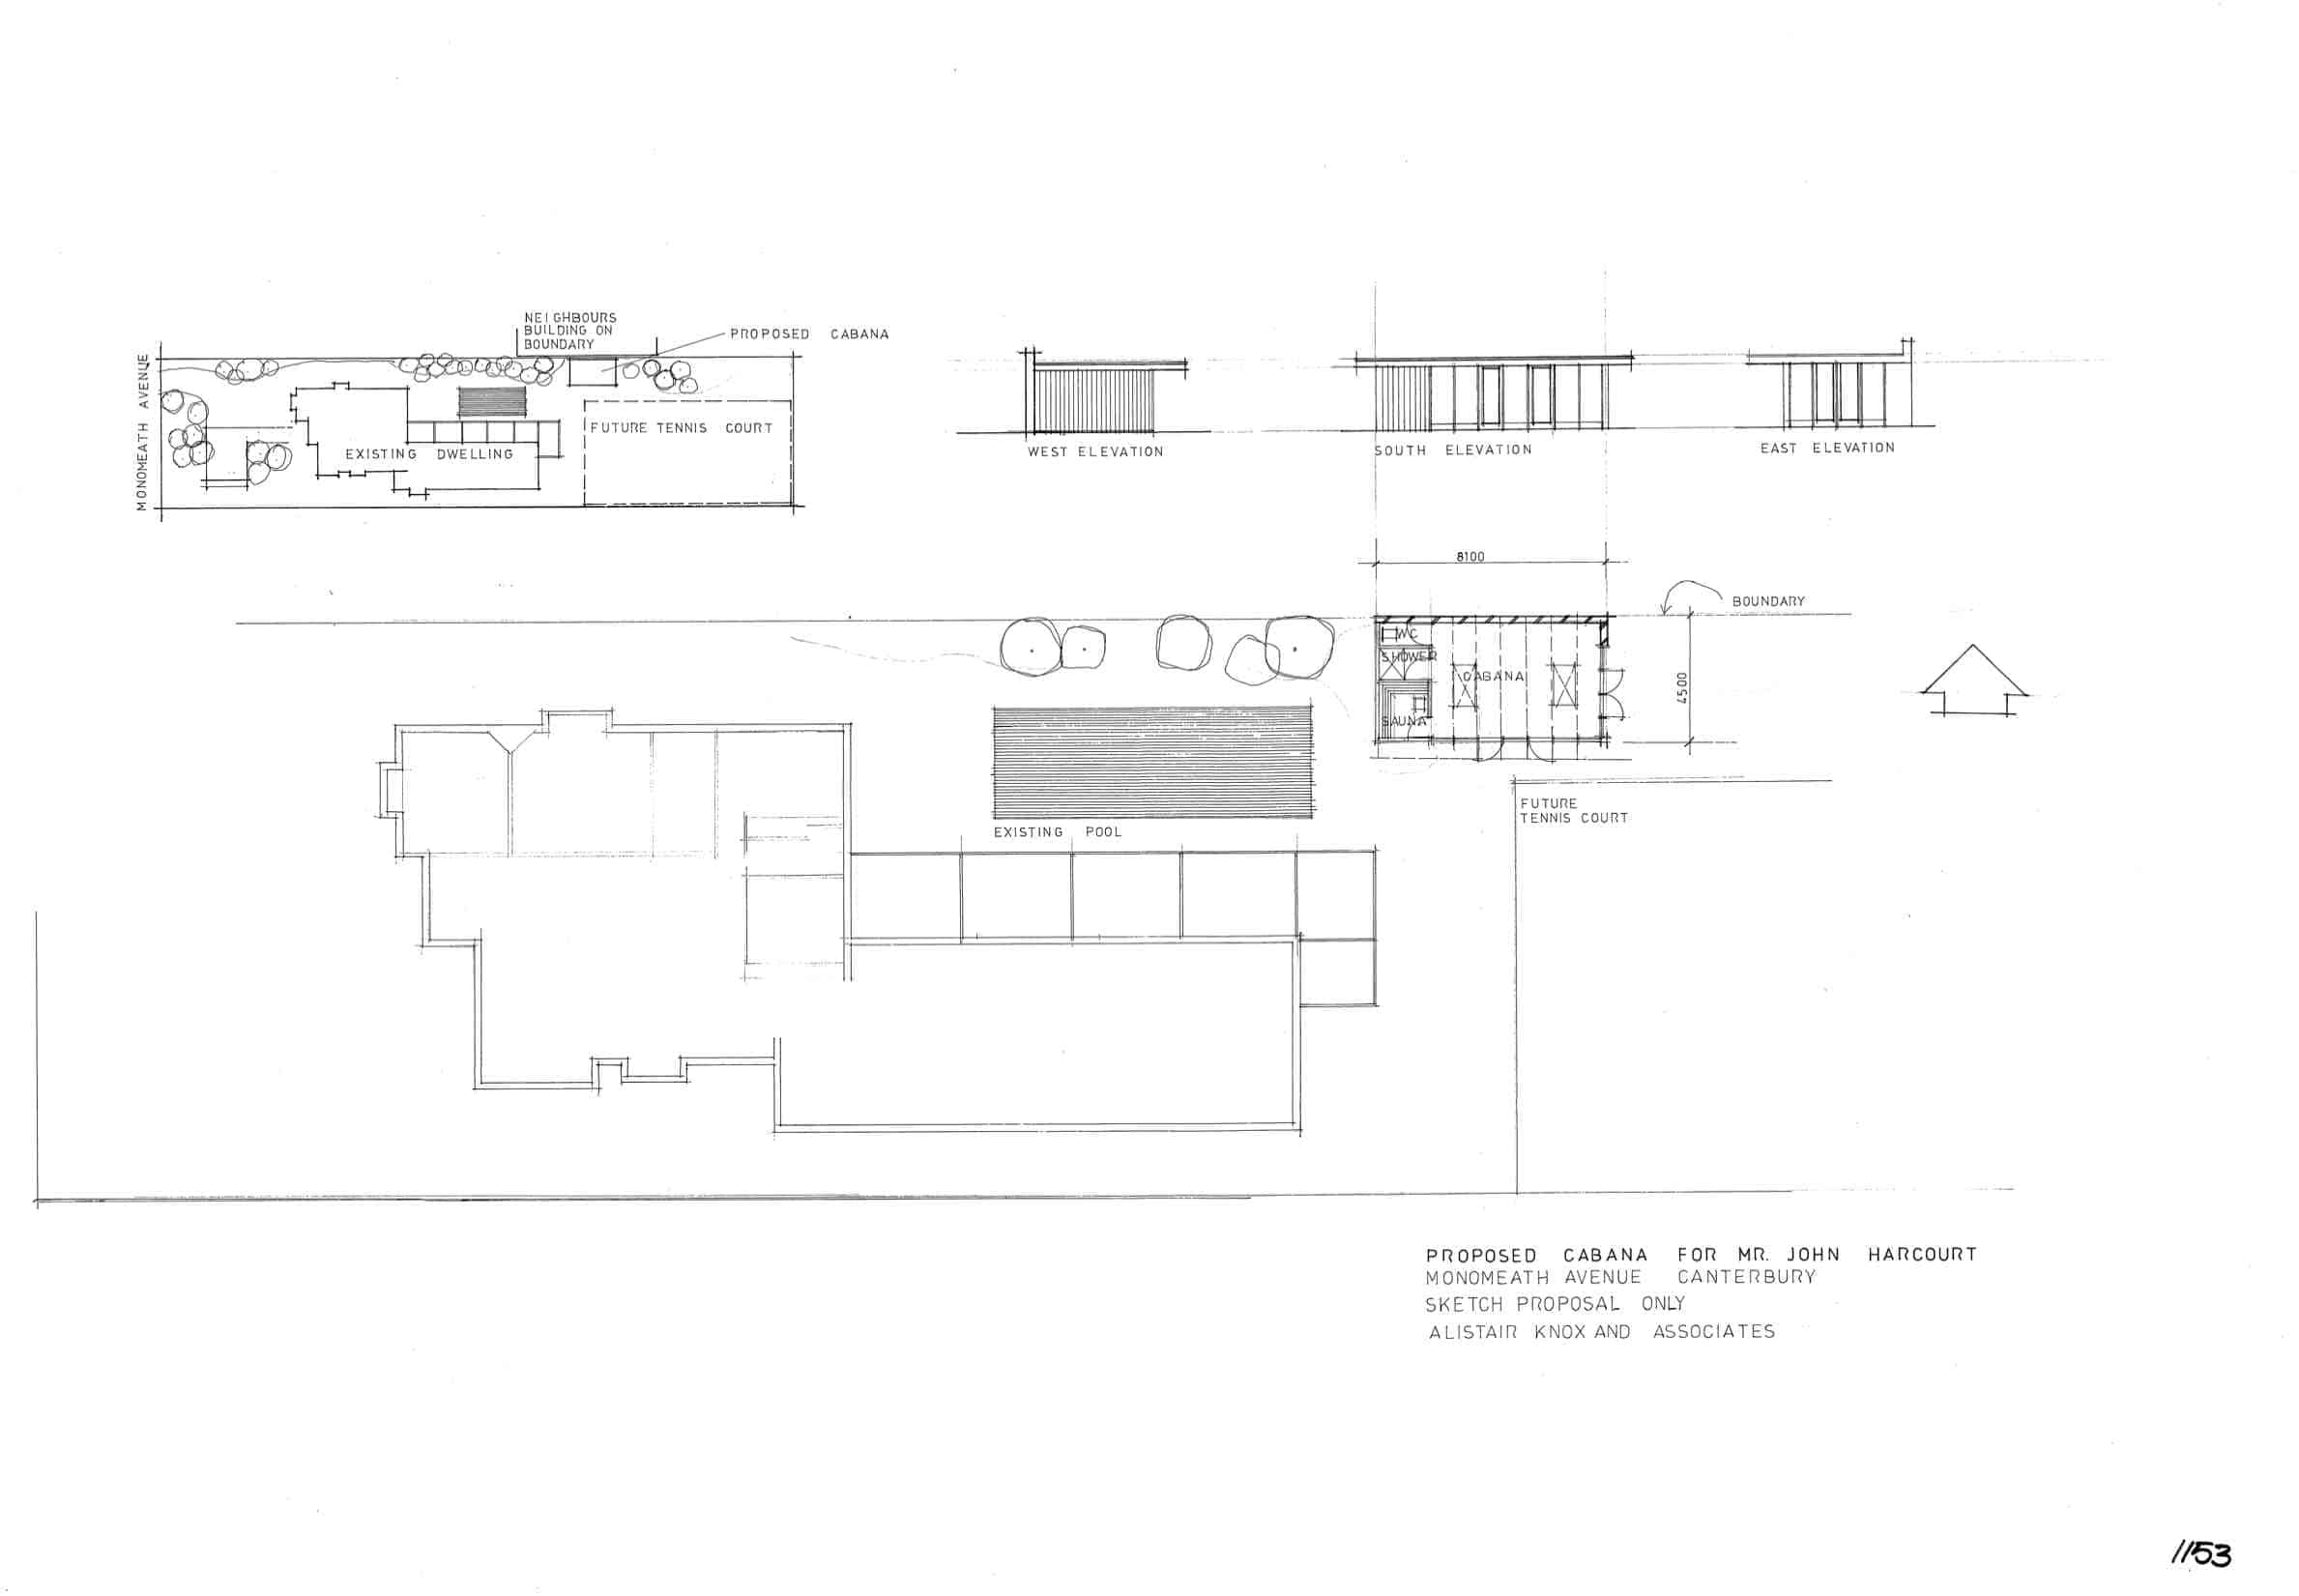 NEIGHBOURS
BUILDING ON
BOUNDARY
PROPOSED CABANA
MONOMEATH AVENUE
FUTURE TENNIS COURT
EXISTING DWELLING
WEST ELEVATION
SOUTH ELEVATION
EAST ELEVATION
8100
BOUNDARY
WC
SHOWER
CABANA
SAUNA
4500
EXISTING POOL
FUTURE
TENNIS COURT
PROPOSED CABANA FOR MR. JOHN HARCOURT
MONOMEATH AVENUE CANTERBURY
SKETCH PROPOSAL ONLY
ALISTAIR KNOX AND ASSOCIATES
1153